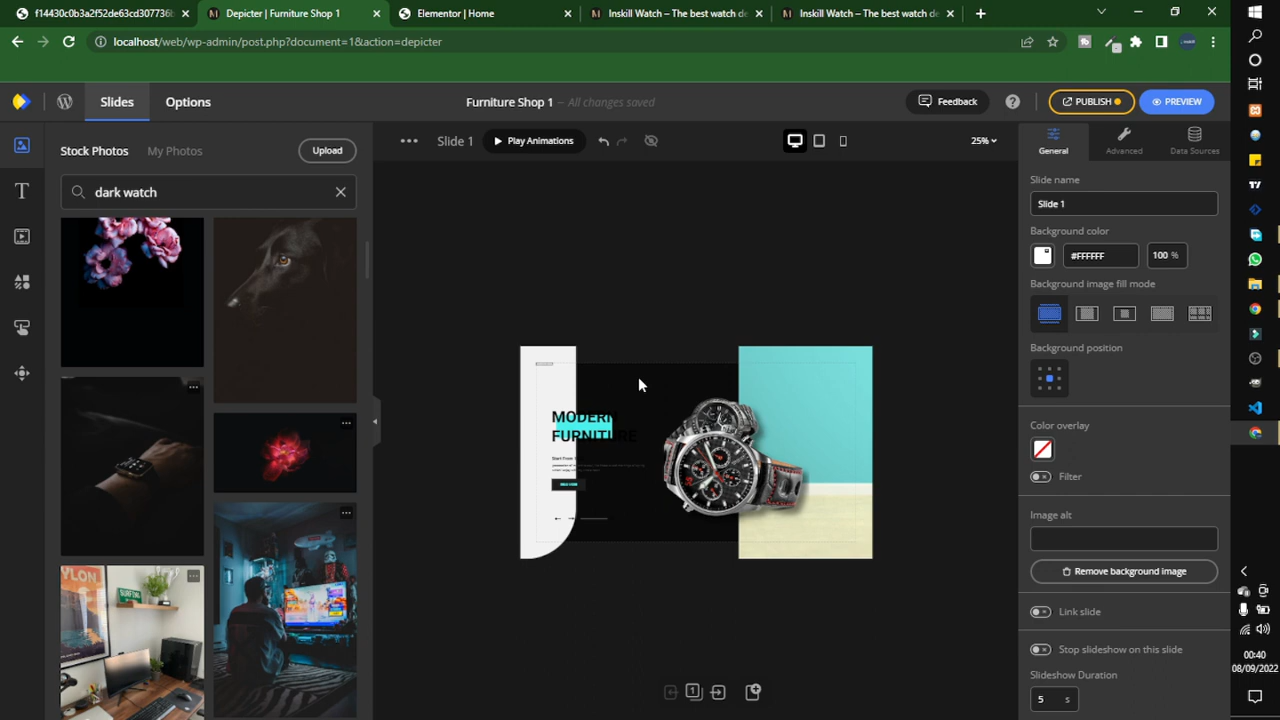 f14430c0b3a2f52de63cd307736b
Depicter | Furniture Shop 1
Elementor | Home
Inskill Watch – The best watch de
Inskill Watch – The best watch de
localhost/web/wp-admin/post.php?document=1&action=depicter
Slides
Options
Furniture Shop 1 – All changes saved
Feedback
PUBLISH
PREVIEW
Stock Photos
My Photos
Upload
Slide 1
Play Animations
25%
General
Advanced
Data Sources
dark watch
Slide name
Slide 1
Background color
#FFFFFF
100 %
Background image fill mode
Background position
MODERN
FURNITURE
Start From
Color overlay
Filter
Image alt
Remove background image
Link slide
Stop slideshow on this slide
Slideshow Duration
5 s
1
00:40
08/09/2022